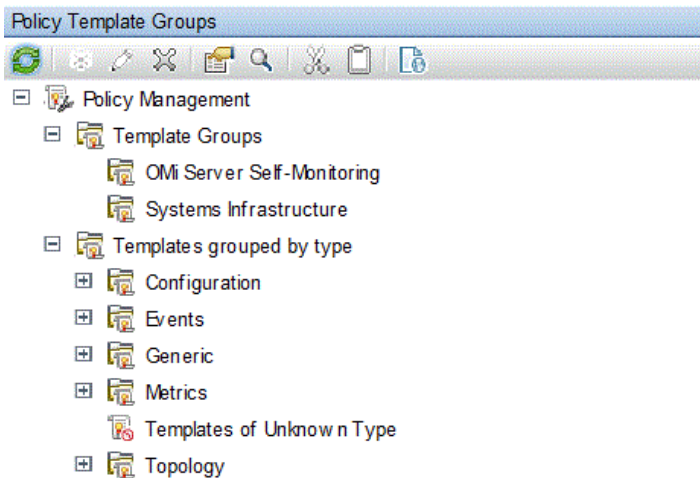 Policy Template Groups
Policy Management
Template Groups
OMi Server Self-Monitoring
Systems Infrastructure
Templates grouped by type
Configuration
Events
Generic
Metrics
Templates of Unknown Type
Topology